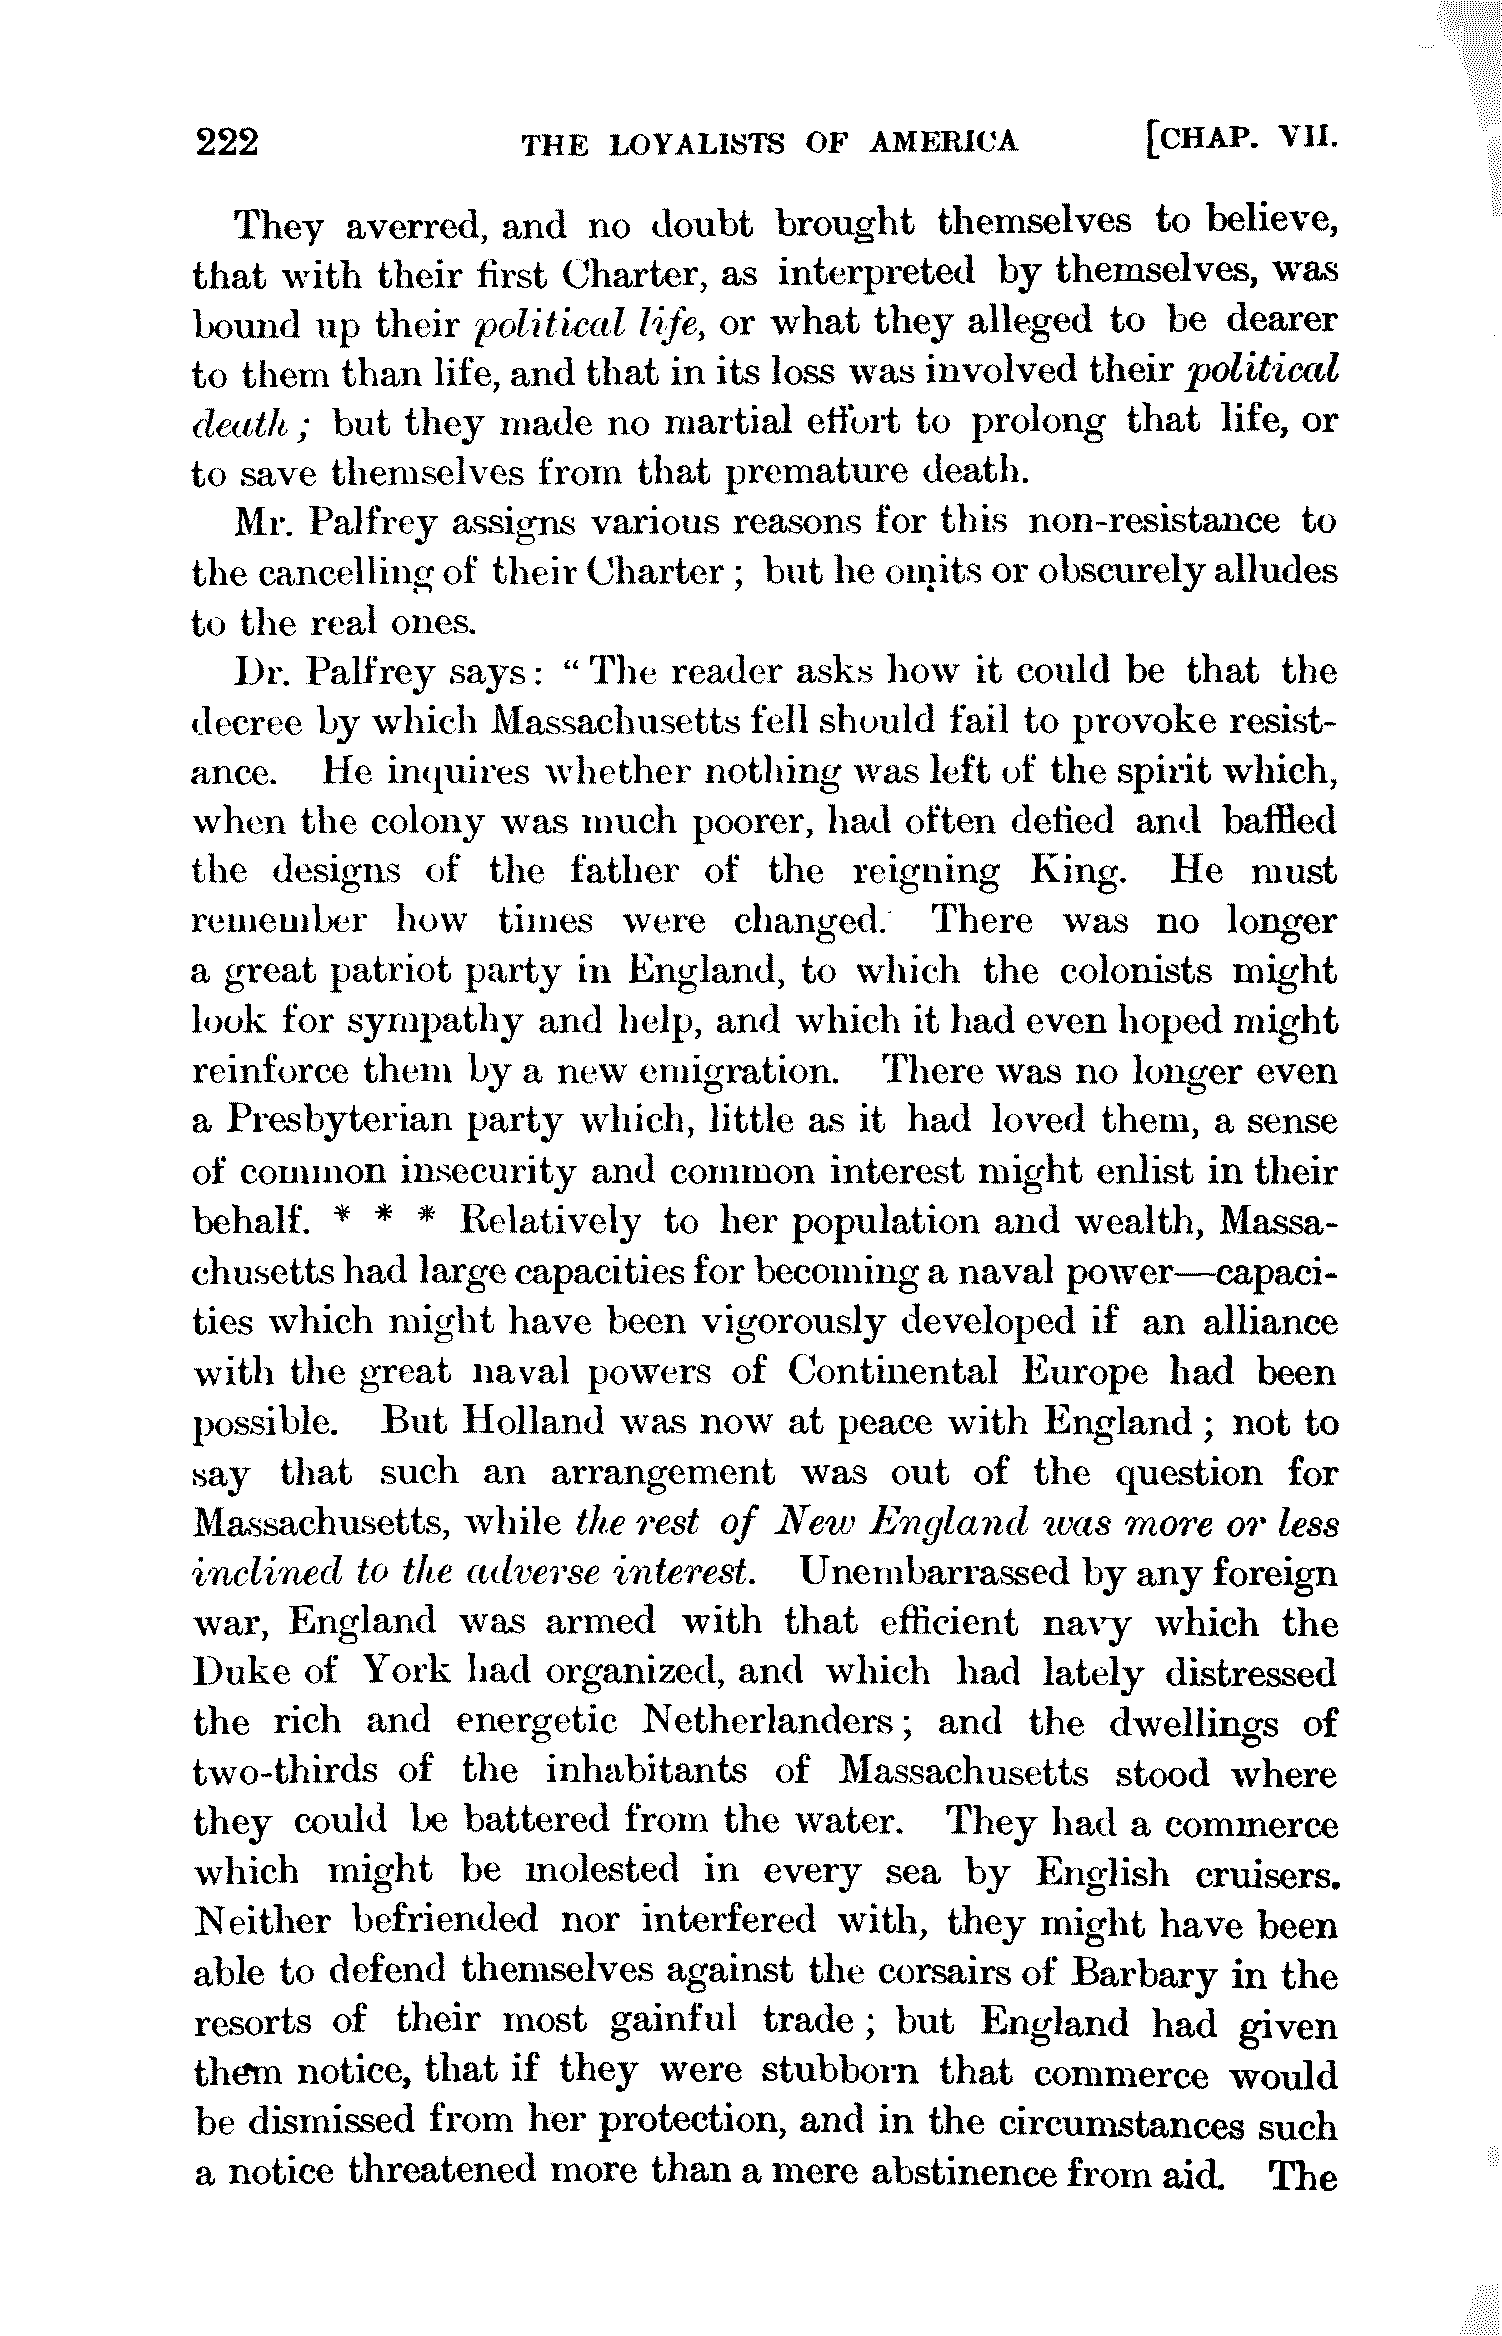 222 THE LOYALISTS OF AMERICA [CHAP. VII.
They averred, and no doubt brought themselves to believe,
that with their first Charter, as interpreted by themselves, was
bound up their political life, or what they alleged to be dearer
to them than life, and that in its loss was involved their political
death; but they made no martial effort to prolong that life, or
to save themselves from that premature death.
Mr. Palfrey assigns various reasons for this non-resistance to
the cancelling of their Charter; but he omits or obscurely alludes
to the real ones.
Dr. Palfrey says: "The reader asks how it could be that the
decree by which Massachusetts fell should fail to provoke resist-
ance. He inquires whether nothing was left of the spirit which,
when the colony was much poorer, had often defied and baffled
the designs of the father of the reigning King. He must
remember how times were changed. There was no longer
a great patriot party in England, to which the colonists might
look for sympathy and help, and which it had even hoped might
reinforce them by a new emigration. There was no longer even
a Presbyterian party which, little as it had loved them, a sense
of common insecurity and common interest might enlist in their
behalf. * * * Relatively to her population and wealth, Massa-
chusetts had large capacities for becoming a naval power—capaci-
ties which might have been vigorously developed if an alliance
with the great naval powers of Continental Europe had been
possible. But Holland was now at peace with England; not to
say that such an arrangement was out of the question for
Massachusetts, while the rest of New England was more or less
inclined to the adverse interest. Unembarrassed by any foreign
war, England was armed with that efficient navy which the
Duke of York had organized, and which had lately distressed
the rich and energetic Netherlanders; and the dwellings of
two-thirds of the inhabitants of Massachusetts stood where
they could be battered from the water. They had a commerce
which might be molested in every sea by English cruisers.
Neither befriended nor interfered with, they might have been
able to defend themselves against the corsairs of Barbary in the
resorts of their most gainful trade; but England had given
them notice, that if they were stubborn that commerce would
be dismissed from her protection, and in the circumstances such
a notice threatened more than a mere abstinence from aid. The